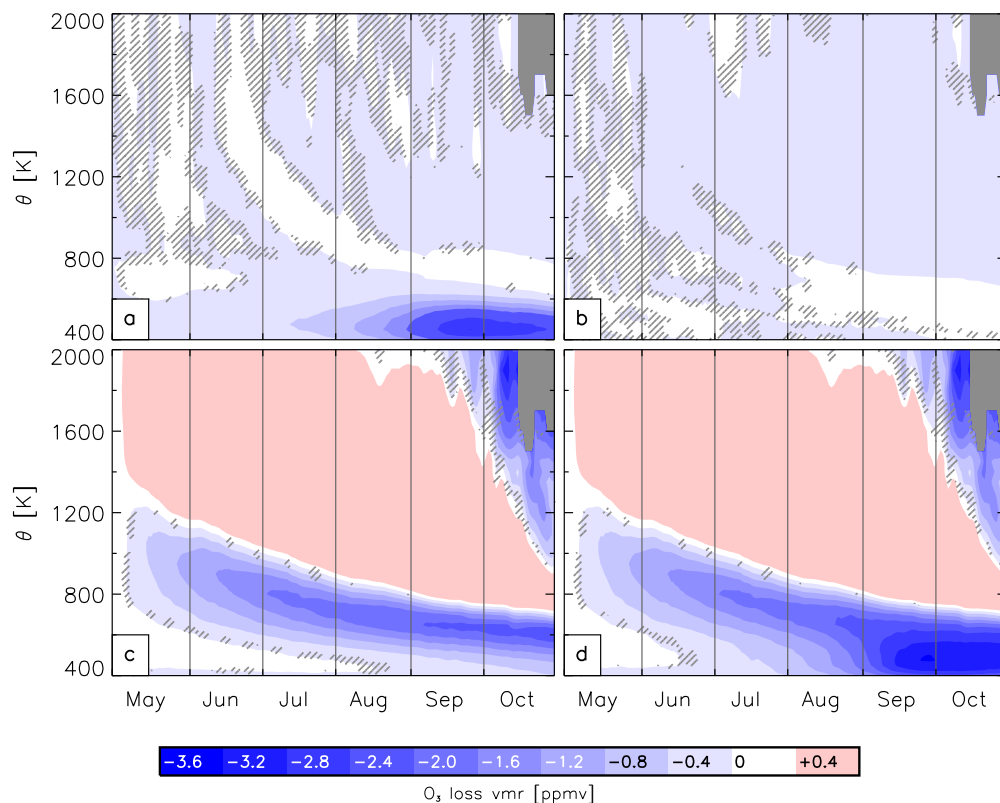 2000
1600
1200
800
400
θ [K]
a
b
2000
1600
1200
800
400
θ [K]
c
d
May Jun Jul Aug Sep Oct May Jun Jul Aug Sep Oct
−3.6 −3.2 −2.8 −2.4 −2.0 −1.6 −1.2 −0.8 −0.4 0 +0.4
O₃ loss vmr [ppmv]